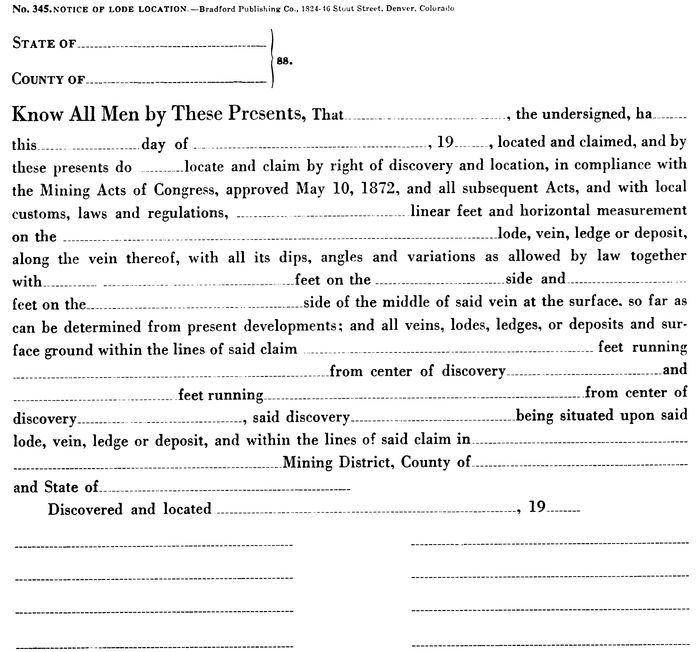 No. 345. NOTICE OF LODE LOCATION.—Bradford Publishing Co., 1824-46 Stout Street, Denver, Colorado
STATE OF
ss.
COUNTY OF
Know All Men by These Presents, That , the undersigned, ha
this day of , 19 , located and claimed, and by
these presents do locate and claim by right of discovery and location, in compliance with
the Mining Acts of Congress, approved May 10, 1872, and all subsequent Acts, and with local
customs, laws and regulations, linear feet and horizontal measurement
on the lode, vein, ledge or deposit,
along the vein thereof, with all its dips, angles and variations as allowed by law together
with feet on the side and
feet on the side of the middle of said vein at the surface, so far as
can be determined from present developments; and all veins, lodes, ledges, or deposits and sur-
face ground within the lines of said claim feet running
from center of discovery and
feet running from center of
discovery , said discovery being situated upon said
lode, vein, ledge or deposit, and within the lines of said claim in
Mining District, County of
and State of
Discovered and located , 19